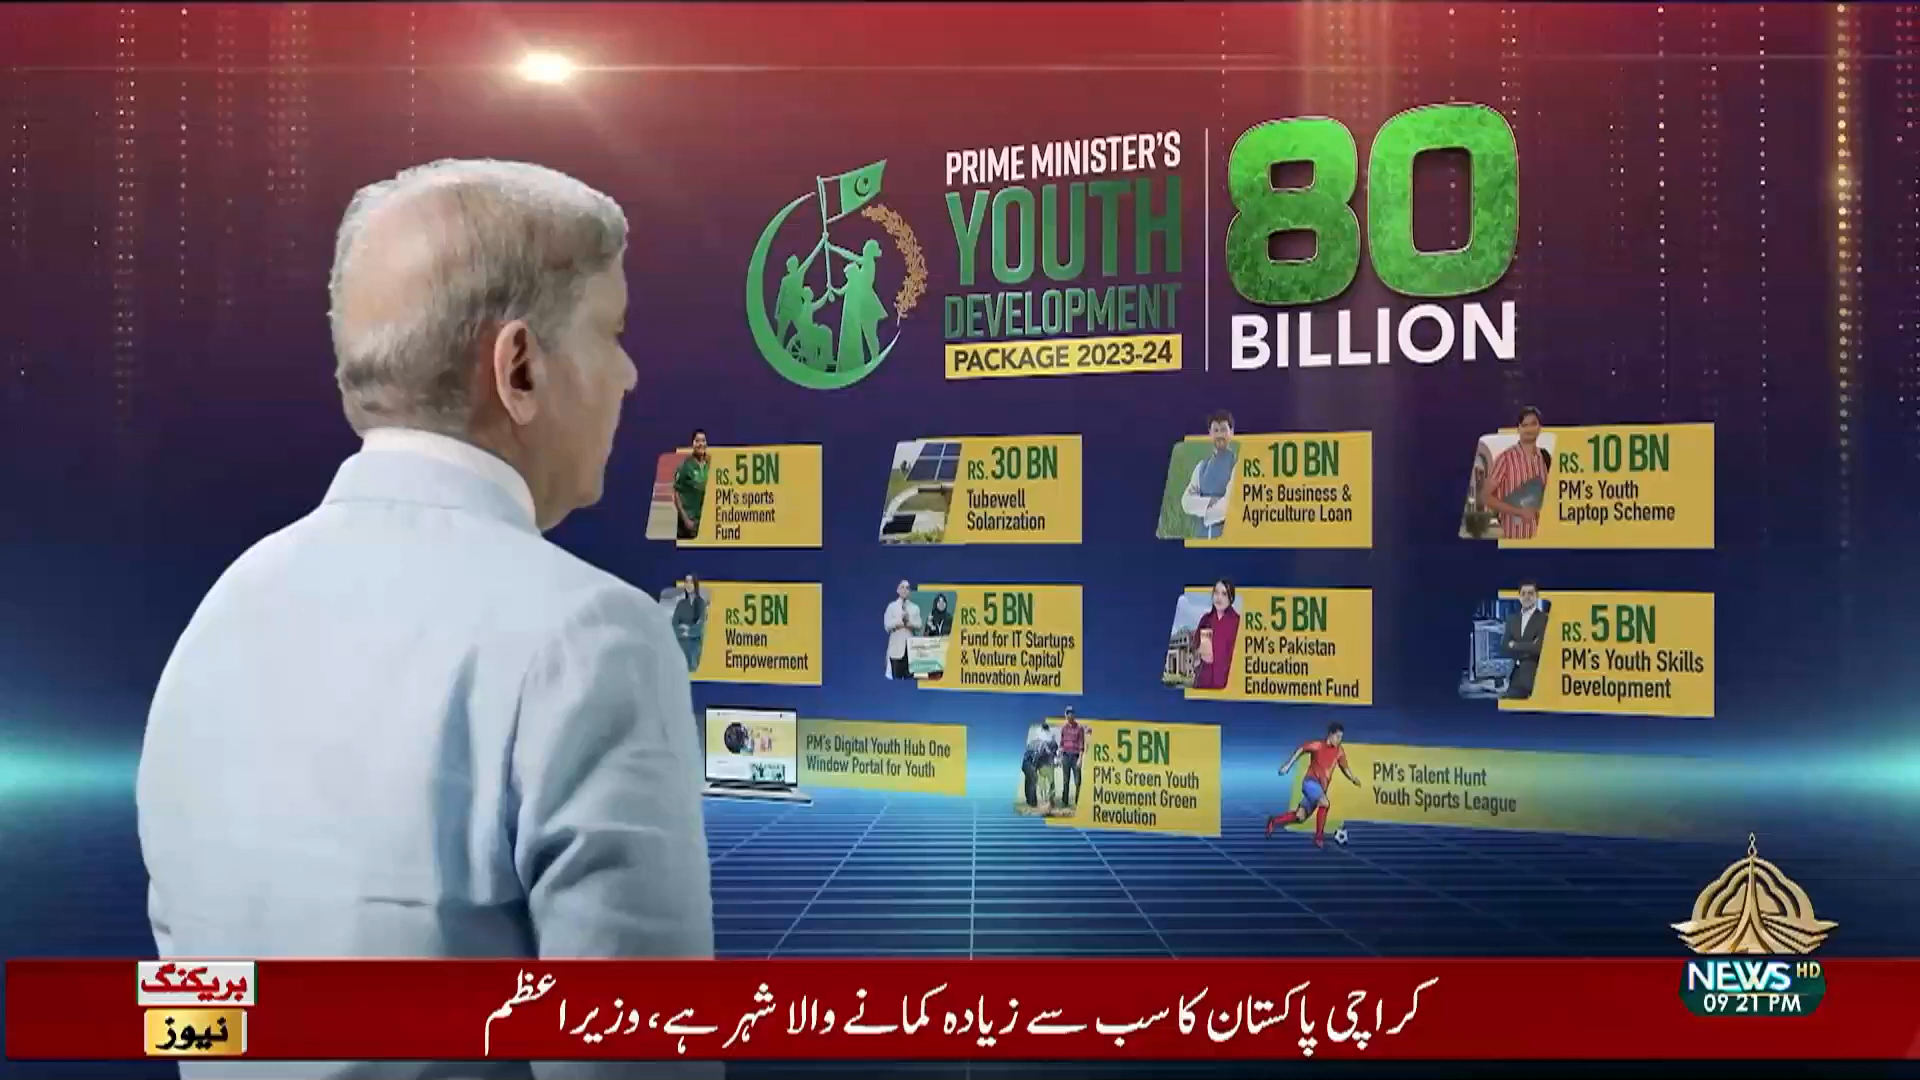 PRIME MINISTER'S
YOUTH
DEVELOPMENT
PACKAGE 2023-24
80
BILLION
RS. 5 BN
PM's sports
Endowment
Fund
RS. 30 BN
Tubewell
Solarization
RS. 10 BN
PM's Business &
Agriculture Loan
RS. 10 BN
PM's Youth
Laptop Scheme
RS. 5 BN
Women
Empowerment
RS. 5 BN
Fund for IT Startups
& Venture Capital/
Innovation Award
RS. 5 BN
PM's Pakistan
Education
Endowment Fund
RS. 5 BN
PM's Youth Skills
Development
PM's Digital Youth Hub One
Window Portal for Youth
RS. 5 BN
PM's Green Youth
Movement Green
Revolution
PM's Talent Hunt
Youth Sports League
NEWS HD
09 21 PM
بریکنگ
نیوز
کراچی پاکستان کا سب سے زیادہ کمانے والا شہر ہے، وزیراعظم